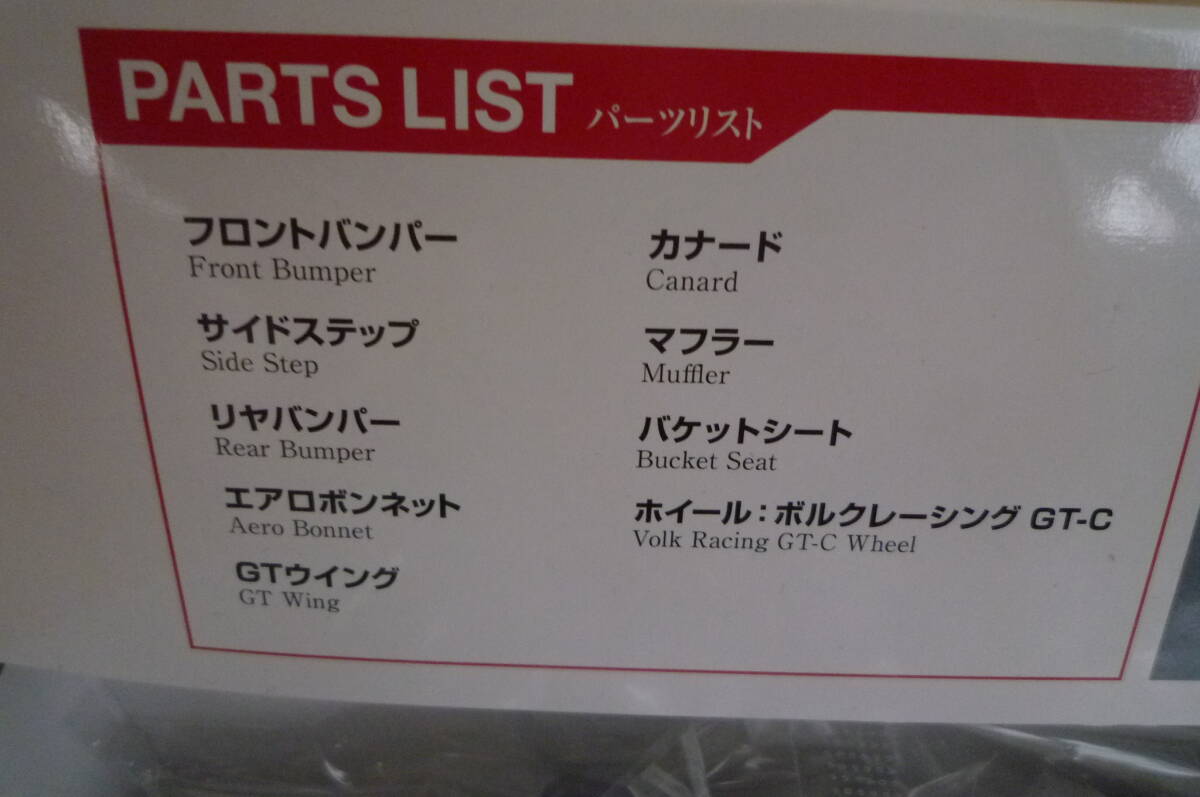 PARTS LIST パーツリスト
フロントバンパー
Front Bumper
サイドステップ
Side Step
リヤバンパー
Rear Bumper
エアロボンネット
Aero Bonnet
GTウイング
GT Wing
カナード
Canard
マフラー
Muffler
バケットシート
Bucket Seat
ホイール：ボルクレーシング GT-C
Volk Racing GT-C Wheel